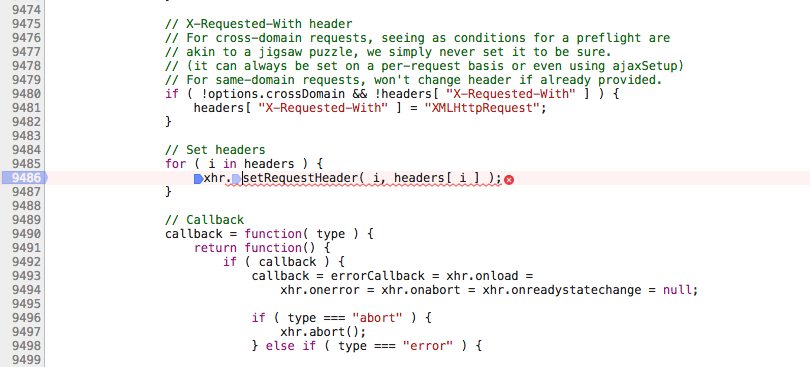 9474
9475 // X-Requested-With header
9476 // For cross-domain requests, seeing as conditions for a preflight are
9477 // akin to a jigsaw puzzle, we simply never set it to be sure.
9478 // (it can always be set on a per-request basis or even using ajaxSetup)
9479 // For same-domain requests, won't change header if already provided.
9480 if ( !options.crossDomain && !headers[ "X-Requested-With" ] ) {
9481 headers[ "X-Requested-With" ] = "XMLHttpRequest";
9482 }
9483
9484 // Set headers
9485 for ( i in headers ) {
9486 xhr.setRequestHeader( i, headers[ i ] );
9487 }
9488
9489 // Callback
9490 callback = function( type ) {
9491 return function() {
9492 if ( callback ) {
9493 callback = errorCallback = xhr.onload =
9494 xhr.onerror = xhr.onabort = xhr.onreadystatechange = null;
9495
9496 if ( type === "abort" ) {
9497 xhr.abort();
9498 } else if ( type === "error" ) {
9499